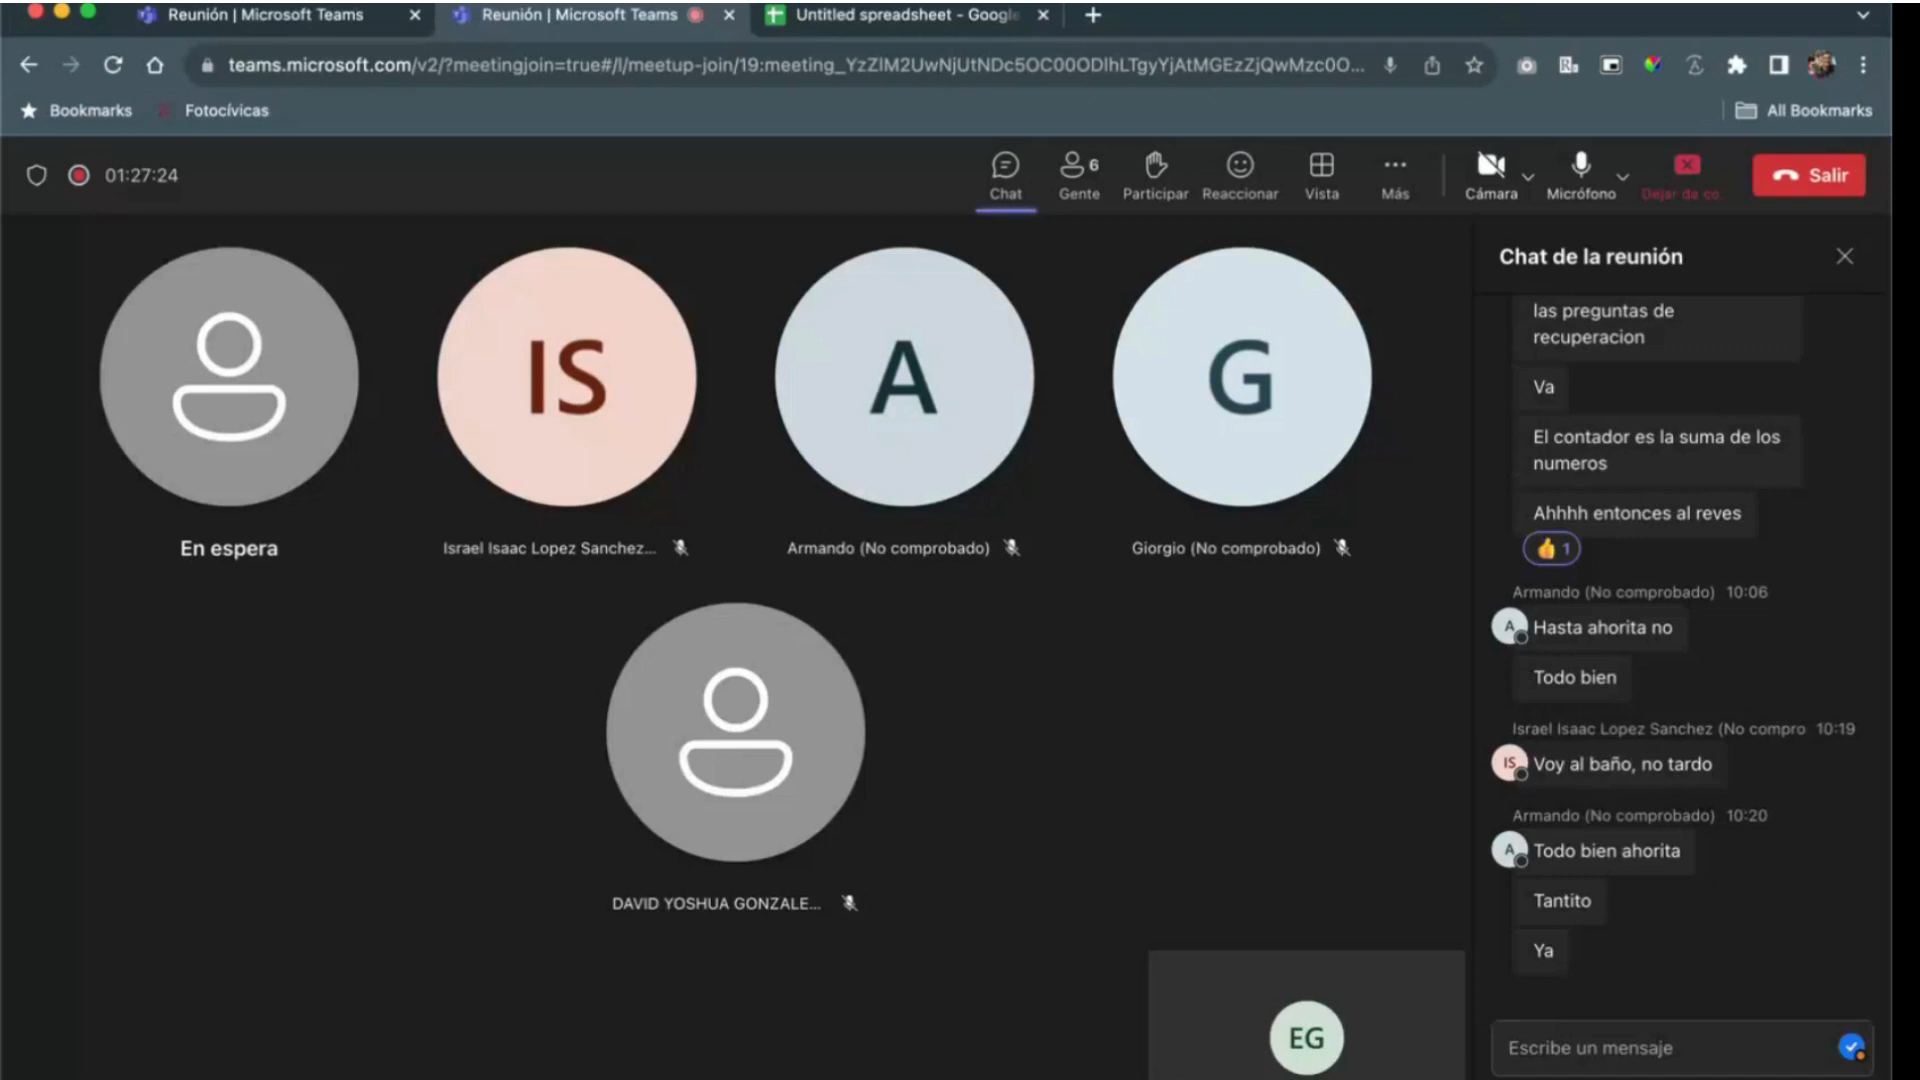 Reunión | Microsoft Teams
Reunión | Microsoft Teams
Untitled spreadsheet - Google
teams.microsoft.com/v2/?meetingjoin=true#/l/meetup-join/19:meeting_
Bookmarks
Fotocívicas
All Bookmarks
01:27:24
Chat
6
Gente
Participar
Reaccionar
Vista
Más
Cámara
Micrófono
Dejar de co...
Salir
IS
A
G
En espera
Israel Isaac Lopez Sanchez...
Armando (No comprobado)
Giorgio (No comprobado)
DAVID YOSHUA GONZALE...
EG
Chat de la reunión
las preguntas de
recuperacion
Va
El contador es la suma de los
numeros
Ahhhh entonces al reves
1
Armando (No comprobado) 10:06
A
Hasta ahorita no
Todo bien
Israel Isaac Lopez Sanchez (No compro 10:19
IS
Voy al baño, no tardo
Armando (No comprobado) 10:20
A
Todo bien ahorita
Tantito
Ya
Escribe un mensaje